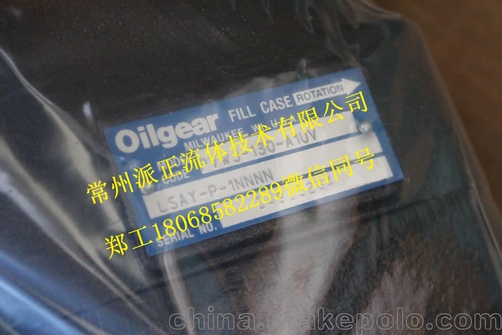 Oilgear FILL CASE ROTATION
MILWAUKEE, W
常州派正流体技术有限公司
-130-A1UV
LSAY-P-1NNNN
郑工18068582289微信同号
SERIAL NO.
china.makepolo.com